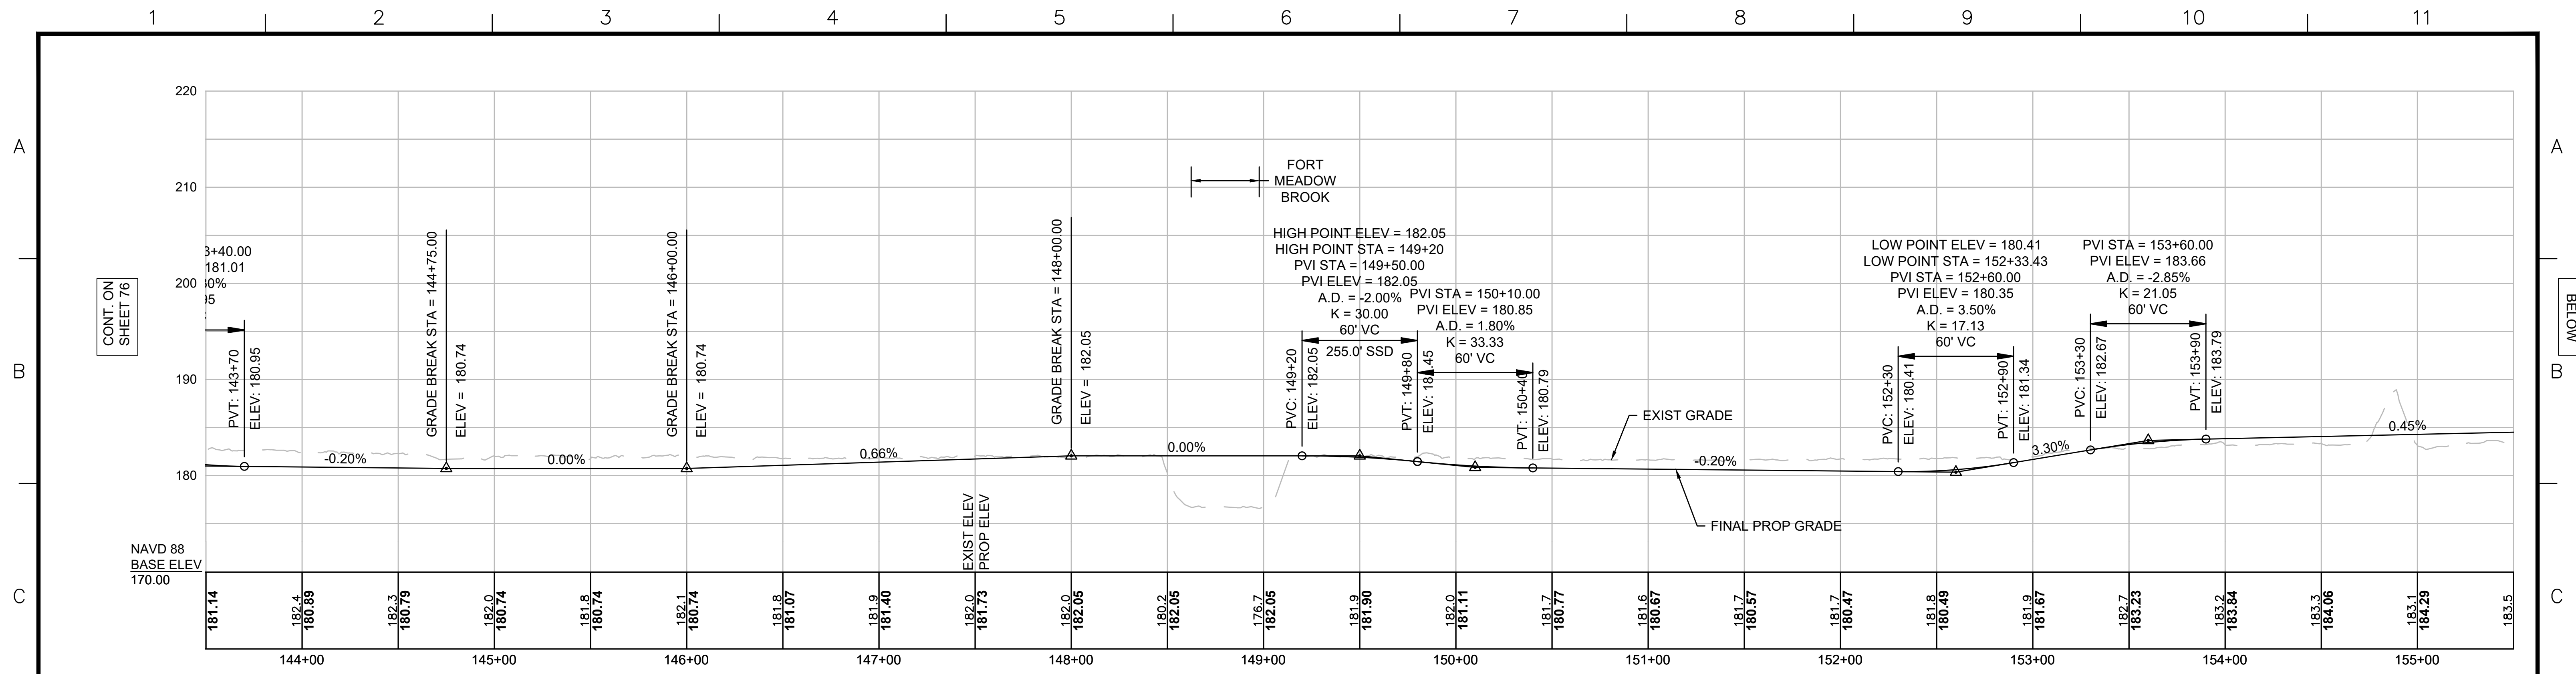 1 2 3 4 5 6 7 8 9 10 11
A
B
C
A
B
C
CONT. ON
SHEET 76
BELOW
220
210
200
190
180
NAVD 88
BASE ELEV
170.00
3+40.00
181.01
PVT: 143+70
ELEV: 180.95
-0.20%
GRADE BREAK STA = 144+75.00
ELEV = 180.74
0.00%
GRADE BREAK STA = 146+00.00
ELEV = 180.74
0.66%
EXIST ELEV
PROP ELEV
GRADE BREAK STA = 148+00.00
ELEV = 182.05
0.00%
FORT
MEADOW
BROOK
HIGH POINT ELEV = 182.05
HIGH POINT STA = 149+20
PVI STA = 149+50.00
PVI ELEV = 182.05
A.D. = -2.00%
K = 30.00
60' VC
255.0' SSD
PVC: 149+20
ELEV: 182.05
PVT: 149+80
PVI STA = 150+10.00
PVI ELEV = 180.85
A.D. = 1.80%
K = 33.33
60' VC
PVT: 150+40
ELEV: 180.79
EXIST GRADE
-0.20%
FINAL PROP GRADE
LOW POINT ELEV = 180.41
LOW POINT STA = 152+33.43
PVI STA = 152+60.00
PVI ELEV = 180.35
A.D. = 3.50%
K = 17.13
60' VC
PVC: 152+30
ELEV: 180.41
PVT: 152+90
ELEV: 181.34
3.30%
PVI STA = 153+60.00
PVI ELEV = 183.66
A.D. = -2.85%
K = 21.05
60' VC
PVC: 153+30
ELEV: 182.67
PVT: 153+90
ELEV: 183.79
0.45%
181.14
182.4
180.89
182.3
180.79
182.0
180.74
181.8
180.74
182.1
180.74
181.8
181.07
181.9
181.40
182.0
181.73
182.0
182.05
180.2
182.05
176.7
182.05
181.9
181.90
182.0
181.11
181.7
180.77
181.6
180.67
181.7
180.57
181.7
180.47
181.8
180.49
181.9
181.67
182.7
183.23
183.2
183.84
183.3
184.06
183.1
184.29
183.5
144+00 145+00 146+00 147+00 148+00 149+00 150+00 151+00 152+00 153+00 154+00 155+00